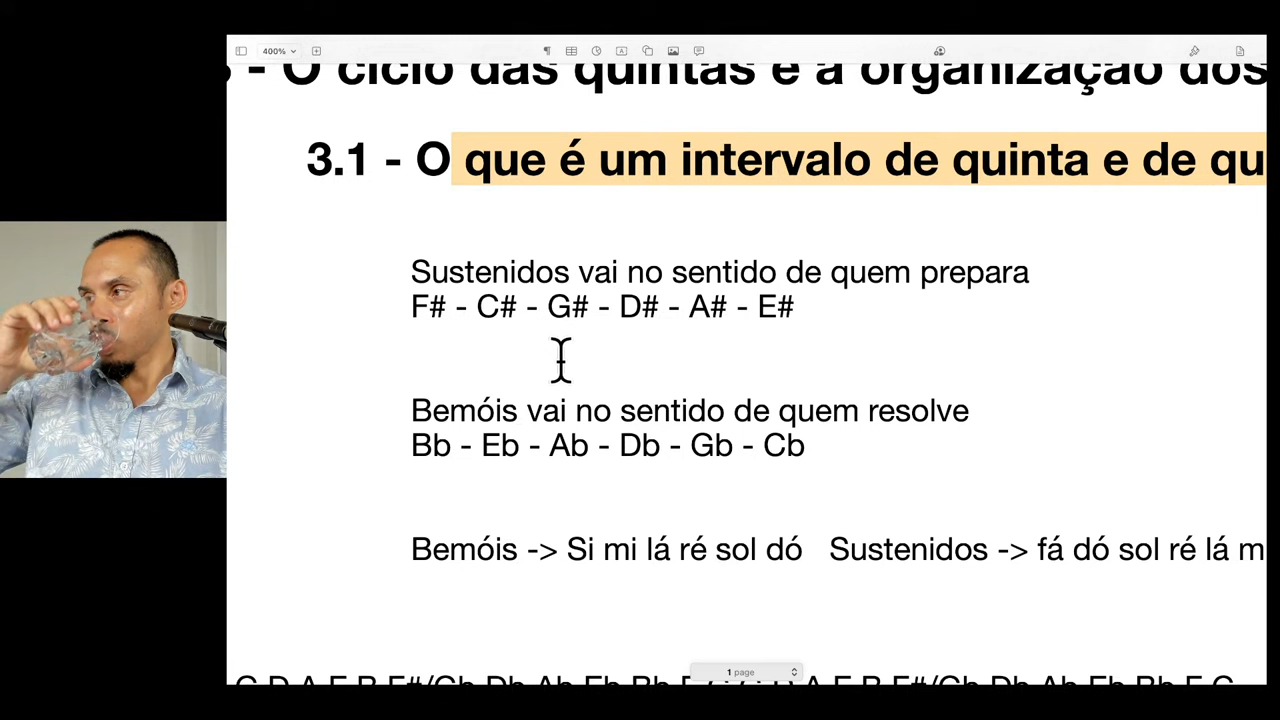 400%
- O ciclo das quintas e a organização dos
3.1 - O que é um intervalo de quinta e de qu
Sustenidos vai no sentido de quem prepara
F# - C# - G# - D# - A# - E#
Bemóis vai no sentido de quem resolve
Bb - Eb - Ab - Db - Gb - Cb
Bemóis -> Si mi lá ré sol dó Sustenidos -> fá dó sol ré lá m
1 page